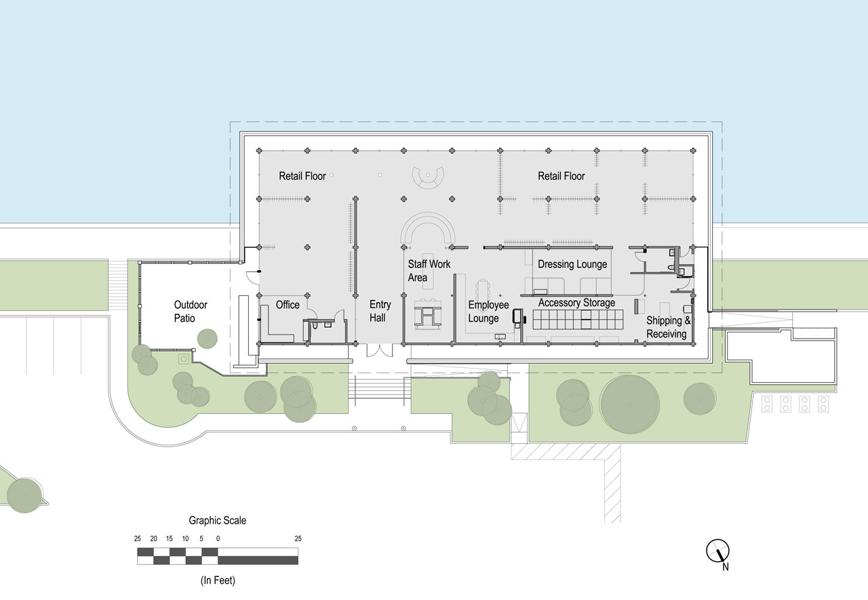 Retail Floor
Retail Floor
Staff Work
Area
Dressing Lounge
Outdoor
Patio
Office
Entry
Hall
Employee
Lounge
Accessory Storage
Shipping &
Receiving
Graphic Scale
25 20 15 10 5 0 25
(In Feet)
N